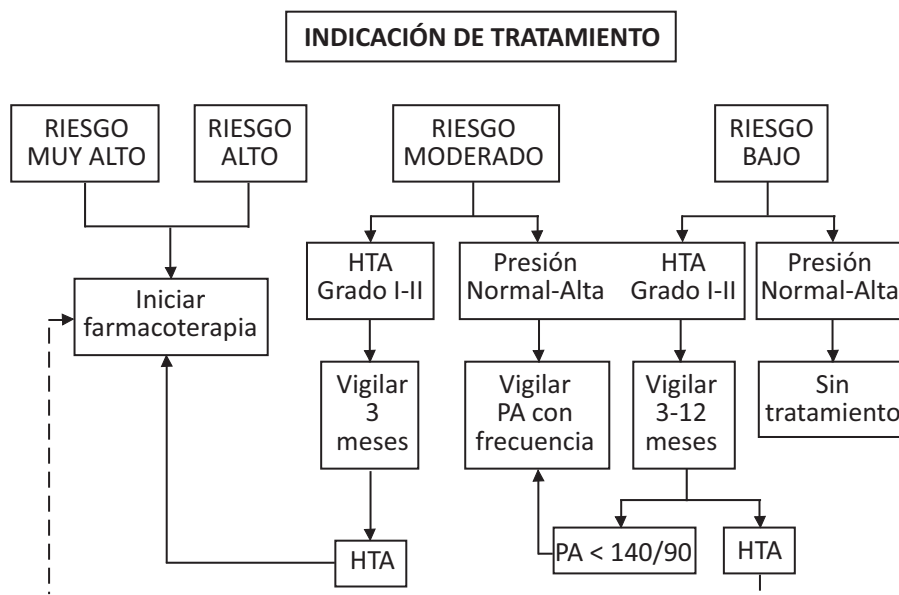 INDICACIÓN DE TRATAMIENTO
RIESGO
MUY ALTO
RIESGO
ALTO
RIESGO
MODERADO
RIESGO
BAJO
HTA
Grado I-II
Presión
Normal-Alta
HTA
Grado I-II
Presión
Normal-Alta
Iniciar
farmacoterapia
Vigilar
3
meses
Vigilar
PA con
frecuencia
Vigilar
3-12
meses
Sin
tratamiento
HTA
PA < 140/90
HTA